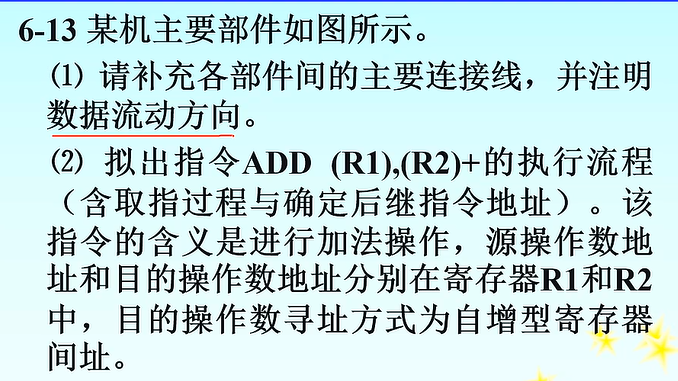 6-13 某机主要部件如图所示。
⑴ 请补充各部件间的主要连接线，并注明
数据流动方向。
⑵ 拟出指令ADD (R1),(R2)+的执行流程
（含取指过程与确定后继指令地址）。该
指令的含义是进行加法操作，源操作数地
址和目的操作数地址分别在寄存器R1和R2
中，目的操作数寻址方式为自增型寄存器
间址。